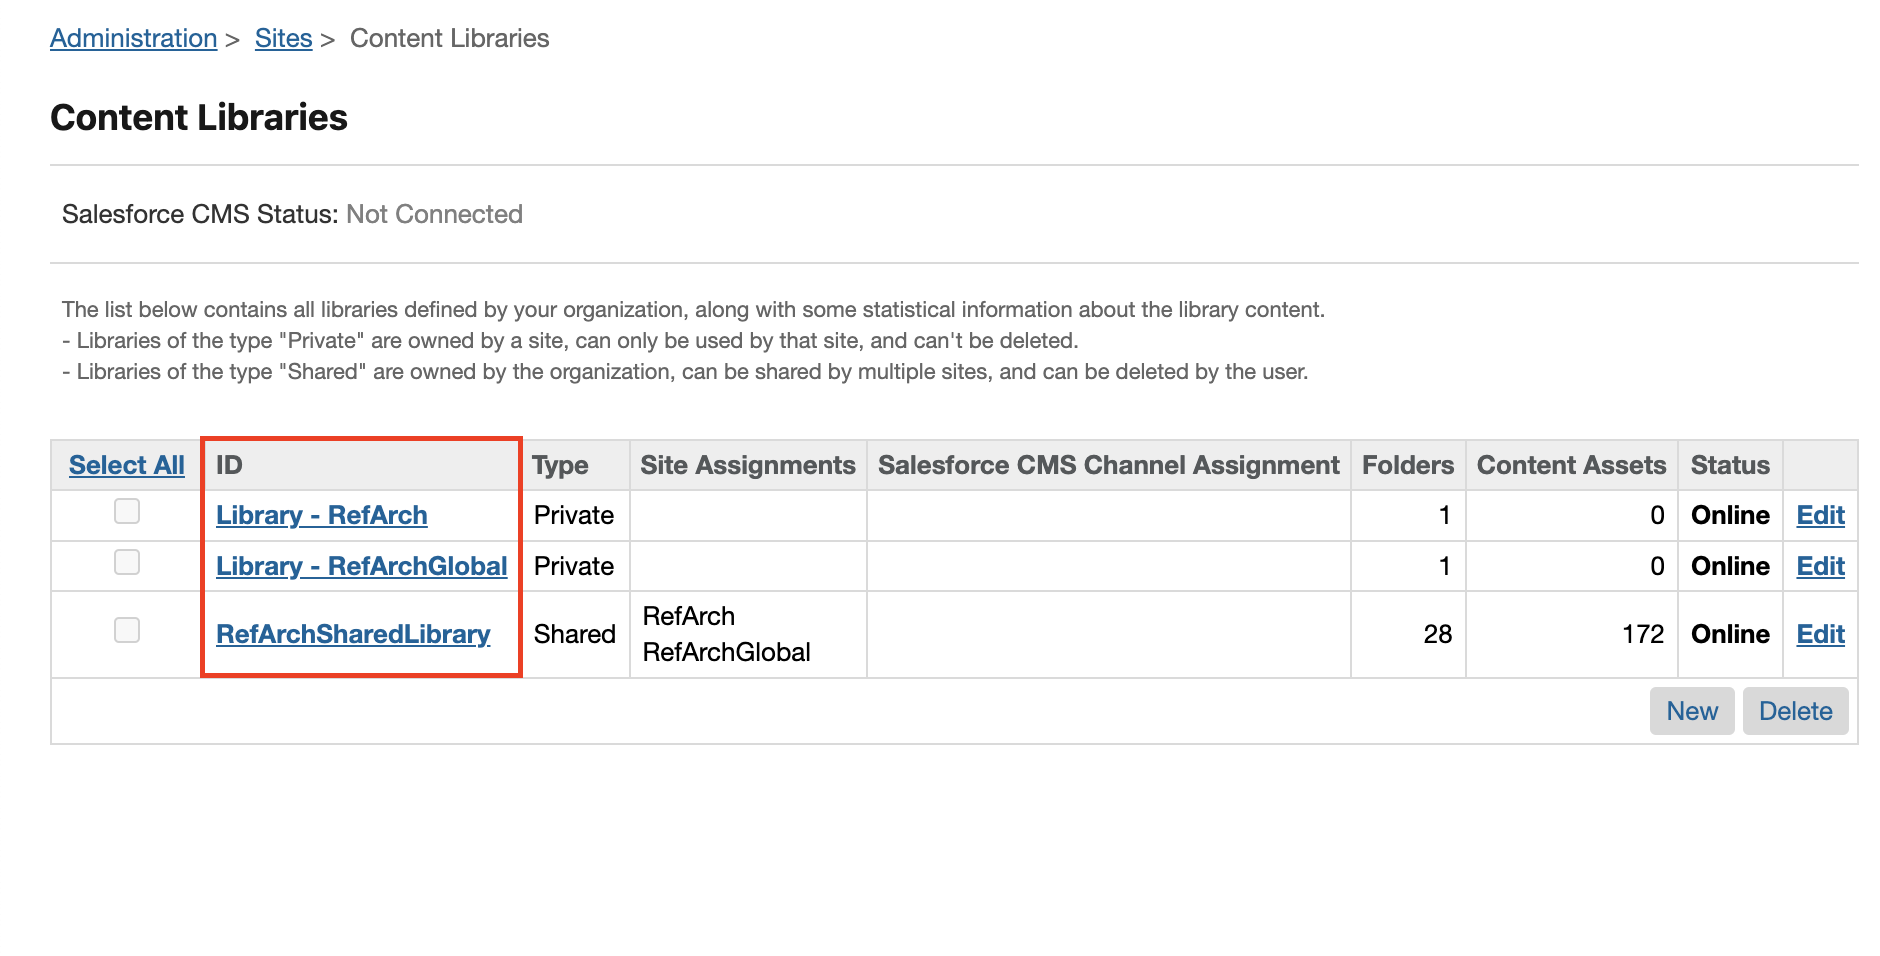 Administration > Sites > Content Libraries
Content Libraries
Salesforce CMS Status: Not Connected
The list below contains all libraries defined by your organization, along with some statistical information about the library content.
- Libraries of the type "Private" are owned by a site, can only be used by that site, and can't be deleted.
- Libraries of the type "Shared" are owned by the organization, can be shared by multiple sites, and can be deleted by the user.
Select All ID Type Site Assignments Salesforce CMS Channel Assignment Folders Content Assets Status
Library - RefArch Private 1 0 Online Edit
Library - RefArchGlobal Private 1 0 Online Edit
RefArchSharedLibrary Shared RefArch 28 172 Online Edit
RefArchGlobal
New Delete